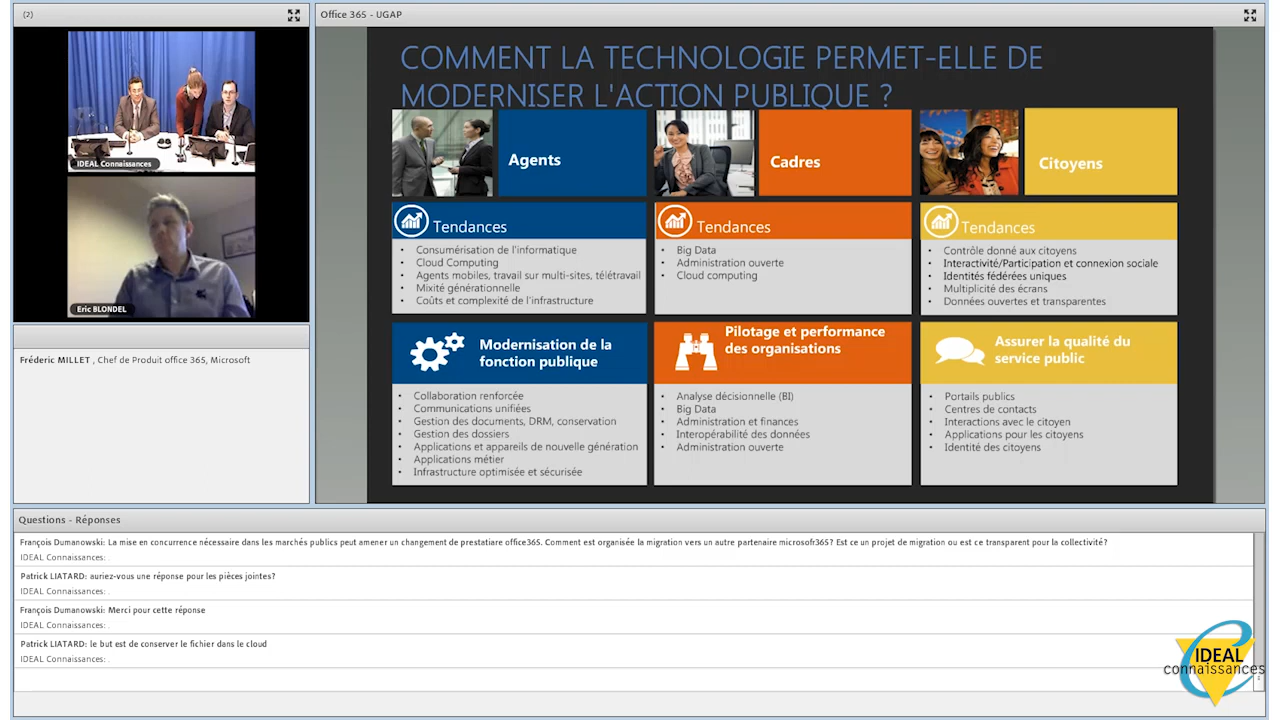 (2)
Office 365 - UGAP
IDEAL Connaissances
Eric BLONDEL
Fréderic MILLET , Chef de Produit office 365, Microsoft
COMMENT LA TECHNOLOGIE PERMET-ELLE DE
MODERNISER L'ACTION PUBLIQUE ?
Agents
Cadres
Citoyens
Tendances
• Consumérisation de l'informatique
• Cloud Computing
• Agents mobiles, travail sur multi-sites, télétravail
• Mixité générationnelle
• Coûts et complexité de l'infrastructure
Tendances
• Big Data
• Administration ouverte
• Cloud computing
Tendances
• Contrôle donné aux citoyens
• Interactivité/Participation et connexion sociale
• Identités fédérées uniques
• Multiplicité des écrans
• Données ouvertes et transparentes
Modernisation de la
fonction publique
• Collaboration renforcée
• Communications unifiées
• Gestion des documents, DRM, conservation
• Gestion des dossiers
• Applications et appareils de nouvelle génération
• Applications métier
• Infrastructure optimisée et sécurisée
Pilotage et performance
des organisations
• Analyse décisionnelle (BI)
• Big Data
• Administration et finances
• Interopérabilité des données
• Administration ouverte
Assurer la qualité du
service public
• Portails publics
• Centres de contacts
• Interactions avec le citoyen
• Applications pour les citoyens
• Identité des citoyens
Questions - Réponses
François Dumanowski: La mise en concurrence nécessaire dans les marchés publics peut amener un changement de prestatiare office365. Comment est organisée la migration vers un autre partenaire microsofr365? Est ce un projet de migration ou est ce transparent pour la collectivité?
IDEAL Connaissances: .
Patrick LIATARD: auriez-vous une réponse pour les pièces jointes?
IDEAL Connaissances: .
François Dumanowski: Merci pour cette réponse
IDEAL Connaissances: .
Patrick LIATARD: le but est de conserver le fichier dans le cloud
IDEAL Connaissances: .
IDEAL
connaissances